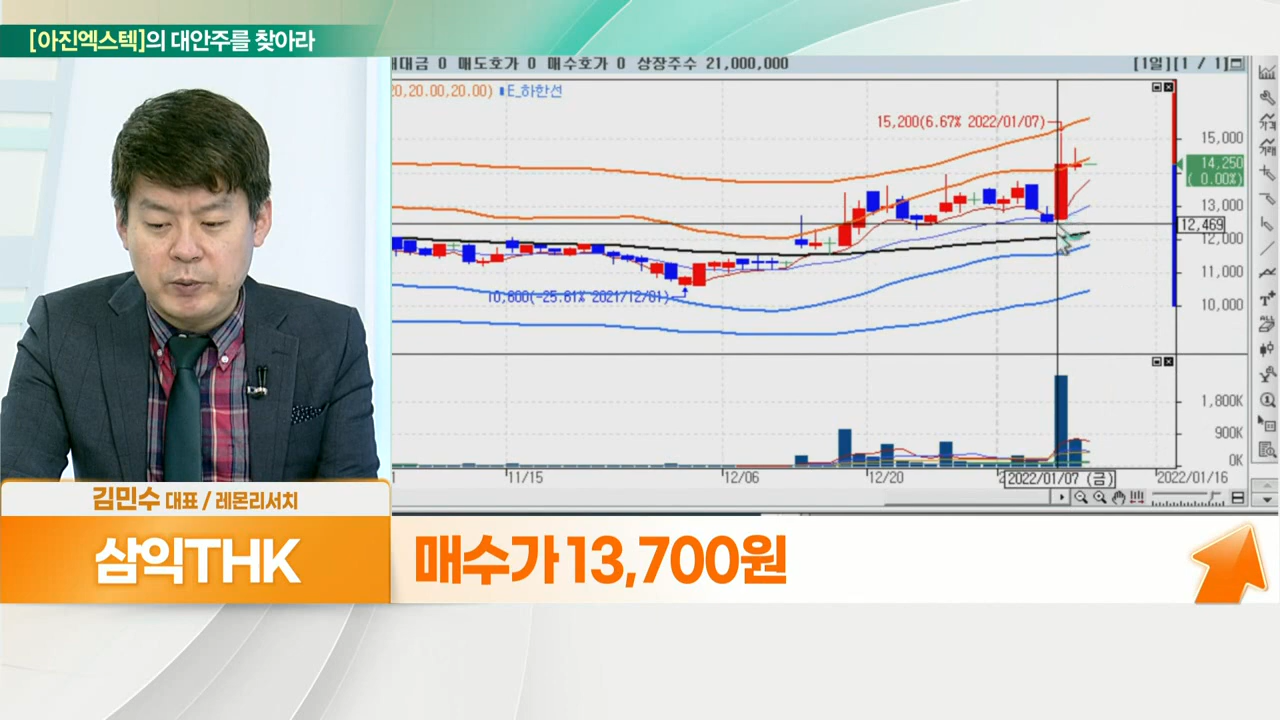 [아진엑스텍]의 대안주를 찾아라
대금 0 매도호가 0 매수호가 0 상장주수 21,000,000
[1일][1 / 1]
20,20.00,20.00) E_하한선
15,200(6.67% 2022/01/07)
15,000
14,250
( 0.00%)
13,000
12,469
12,000
11,000
10,000
10,600(-25.61% 2021/12/01)
1,800K
900K
0K
11/15
12/06
12/20
2022/01/07 (금)
2022/01/16
김민수 대표 / 레몬리서치
삼익THK
매수가 13,700원